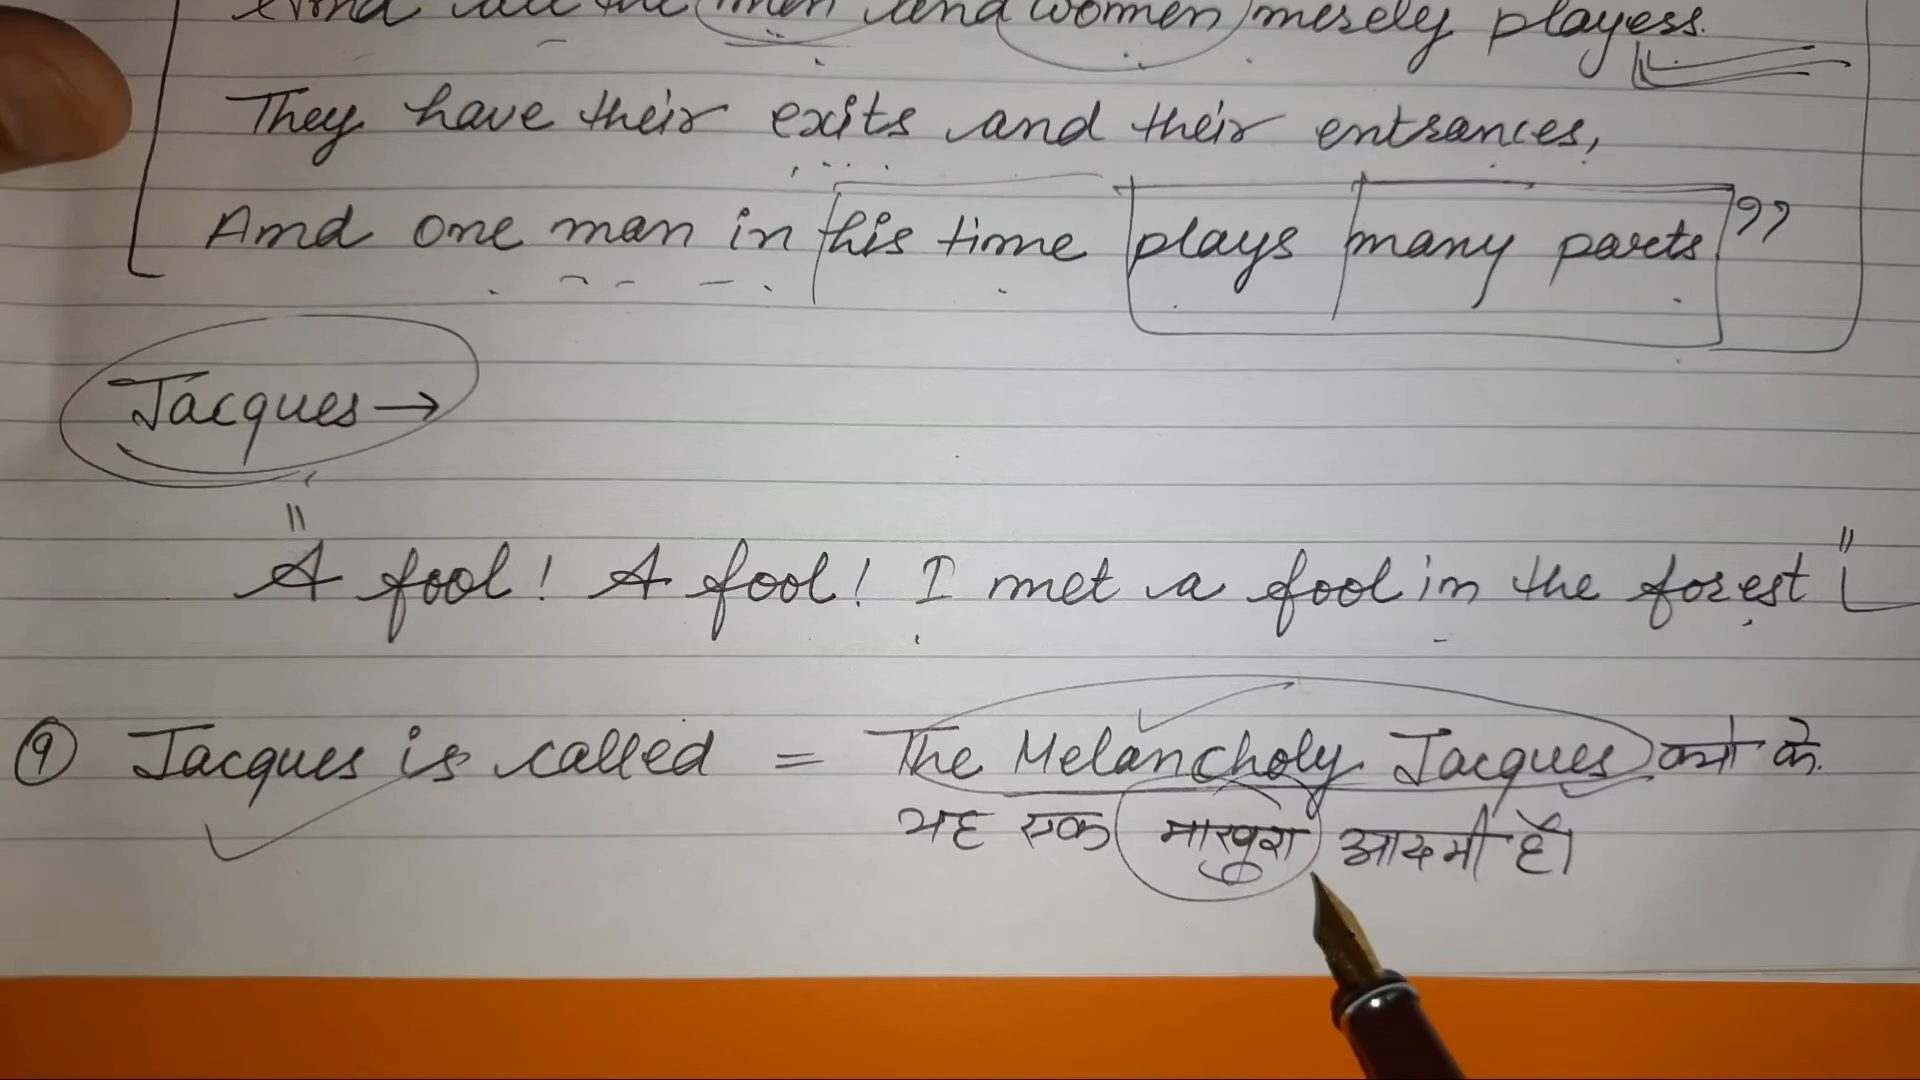 And all the men and women merely players.
They have their exits and their entrances,
And one man in his time plays many parts"
Jacques →
"A fool! A fool! I met a fool in the forest"
⑨ Jacques is called = The Melancholy Jacques क्यो के.
यह एक नाखुश आदमी हैं।